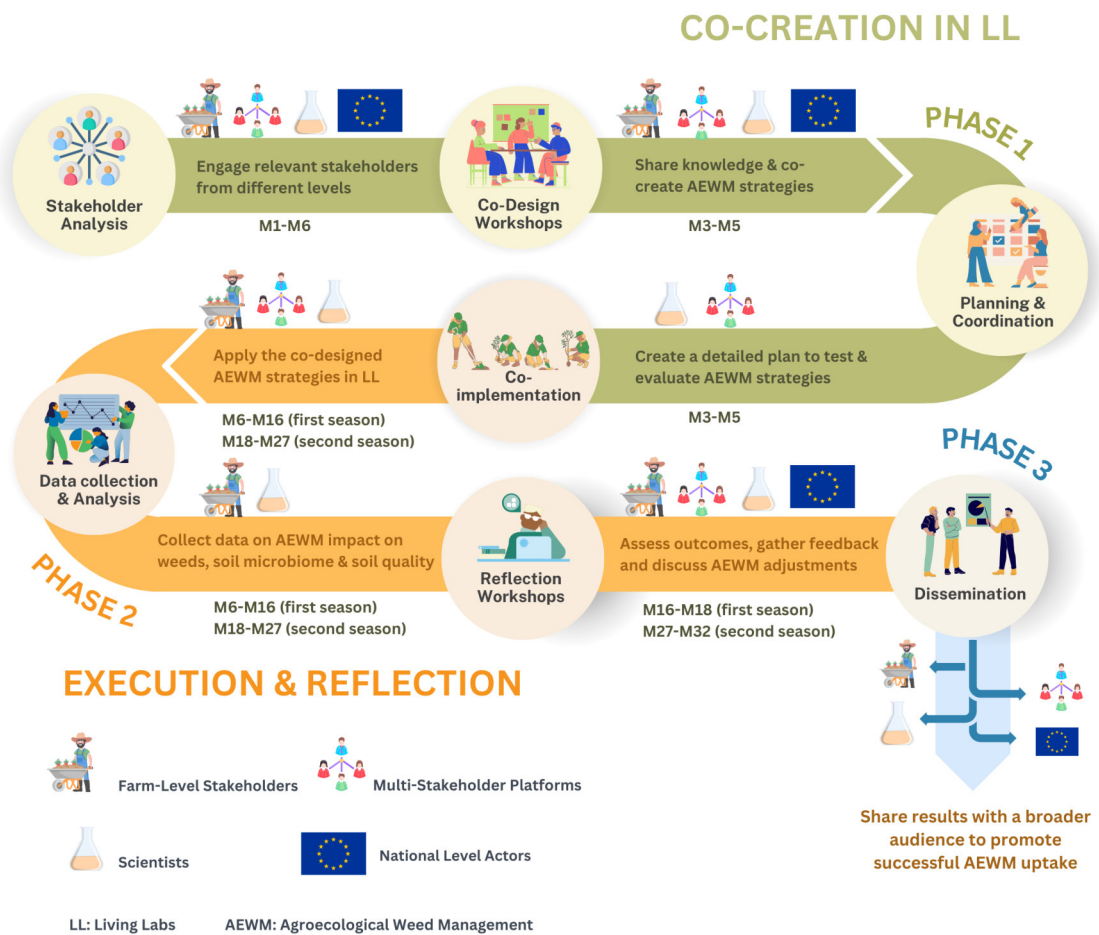 CO-CREATION IN LL
PHASE 1
Stakeholder
Analysis
Engage relevant stakeholders
from different levels
M1-M6
Co-Design
Workshops
Share knowledge & co-
create AEWM strategies
M3-M5
Planning &
Coordination
Create a detailed plan to test &
evaluate AEWM strategies
M3-M5
Co-
implementation
Apply the co-designed
AEWM strategies in LL
M6-M16 (first season)
M18-M27 (second season)
Data collection
& Analysis
PHASE 2
Collect data on AEWM impact on
weeds, soil microbiome & soil quality
M6-M16 (first season)
M18-M27 (second season)
Reflection
Workshops
Assess outcomes, gather feedback
and discuss AEWM adjustments
M16-M18 (first season)
M27-M32 (second season)
PHASE 3
Dissemination
Share results with a broader
audience to promote
successful AEWM uptake
EXECUTION & REFLECTION
Farm-Level Stakeholders
Multi-Stakeholder Platforms
Scientists
National Level Actors
LL: Living Labs
AEWM: Agroecological Weed Management